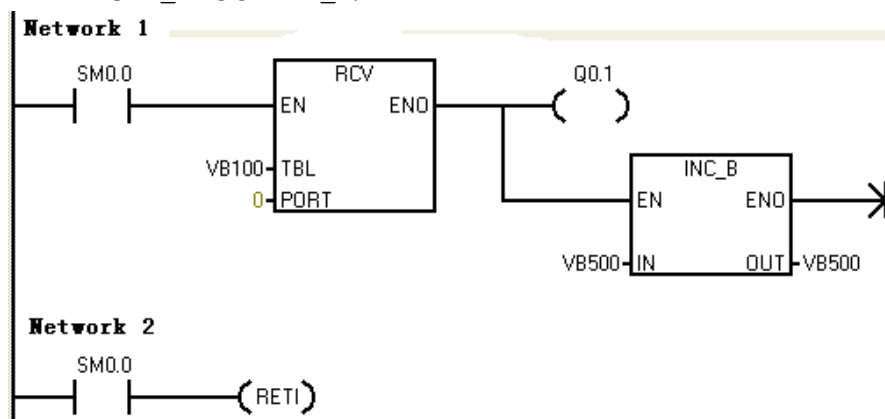 Network 1
SM0.0
RCV
Q0.1
EN
ENO
VB100
TBL
0
PORT
INC_B
EN
ENO
VB500
IN
OUT
VB500
Network 2
SM0.0
RETI